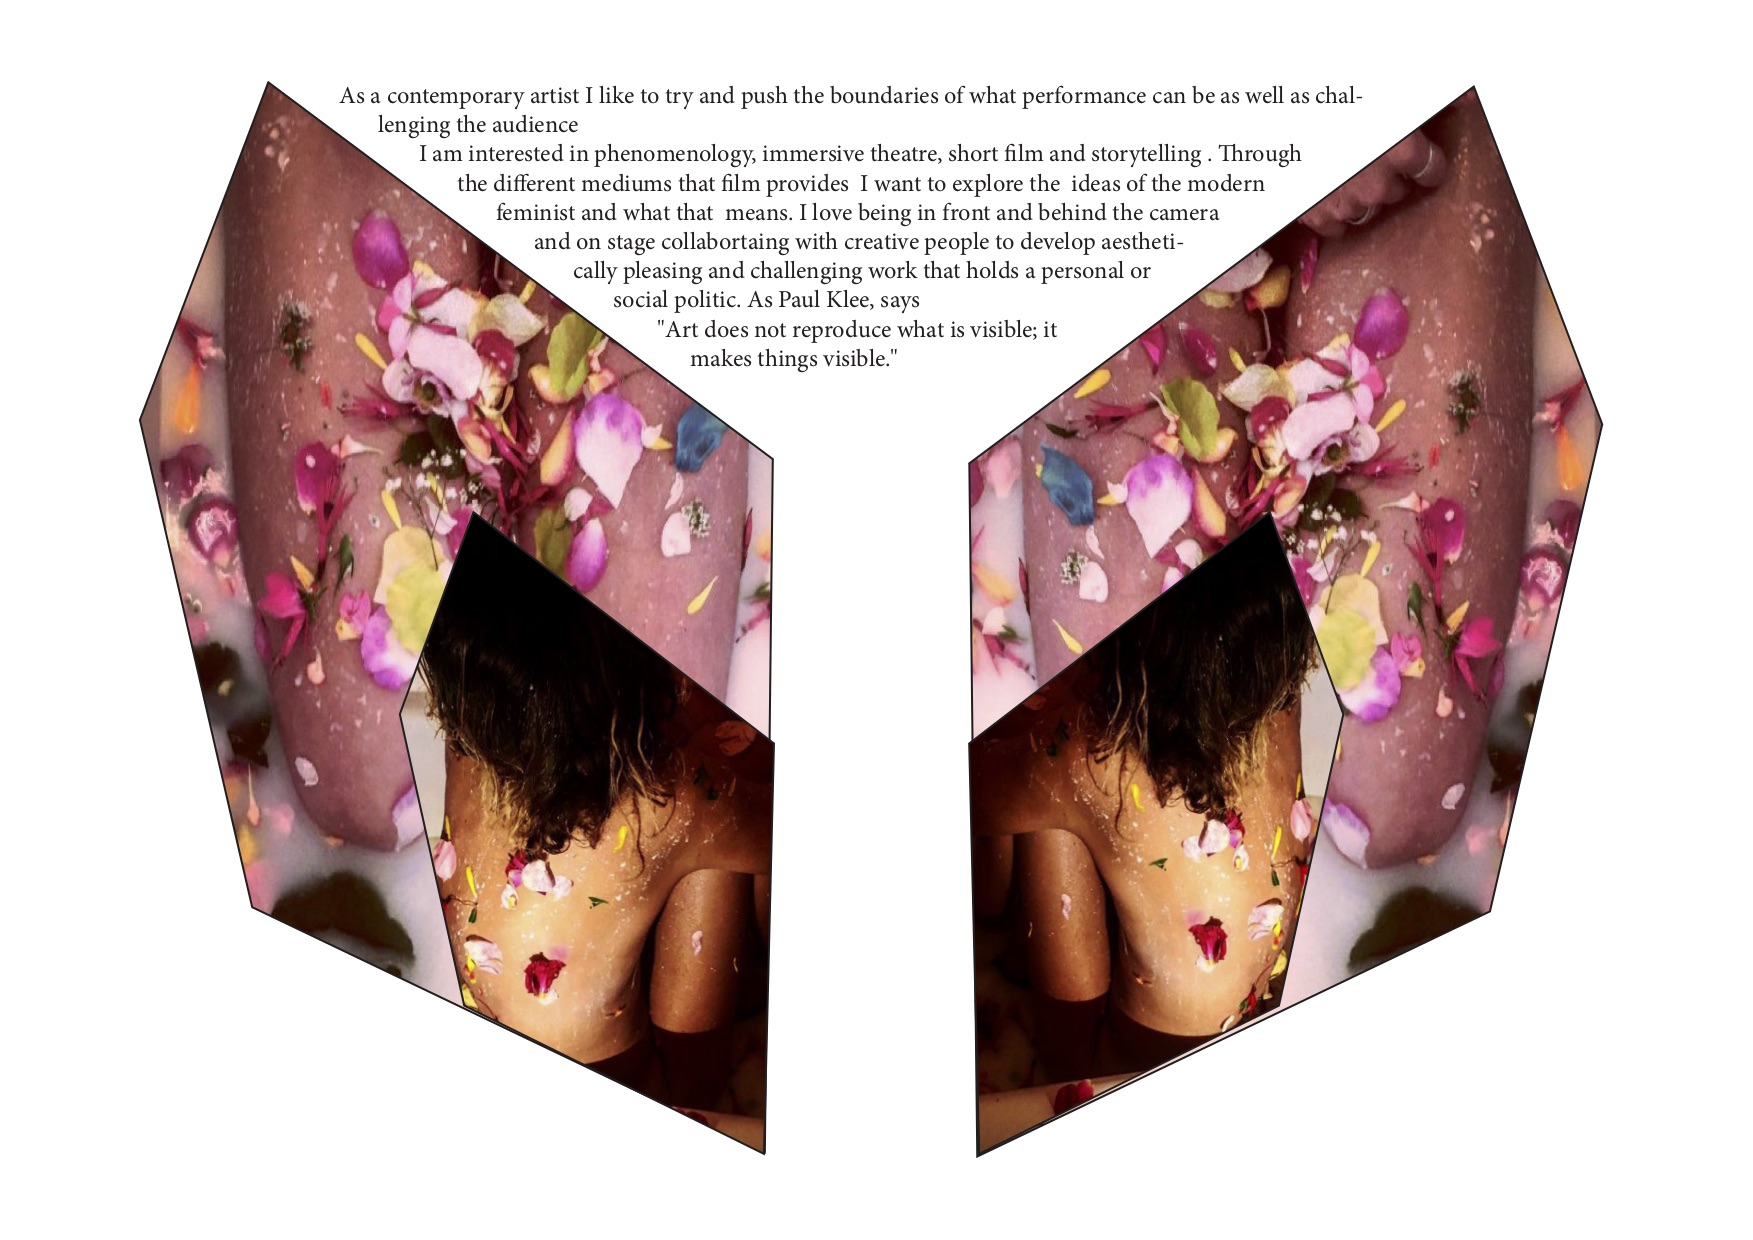 As a contemporary artist I like to try and push the boundaries of what performance can be as well as chal-
lenging the audience
I am interested in phenomenology, immersive theatre, short film and storytelling . Through
the different mediums that film provides  I want to explore the  ideas of the modern
feminist and what that  means. I love being in front and behind the camera
and on stage collabortaing with creative people to develop aestheti-
cally pleasing and challenging work that holds a personal or
social politic. As Paul Klee, says
"Art does not reproduce what is visible; it
makes things visible."